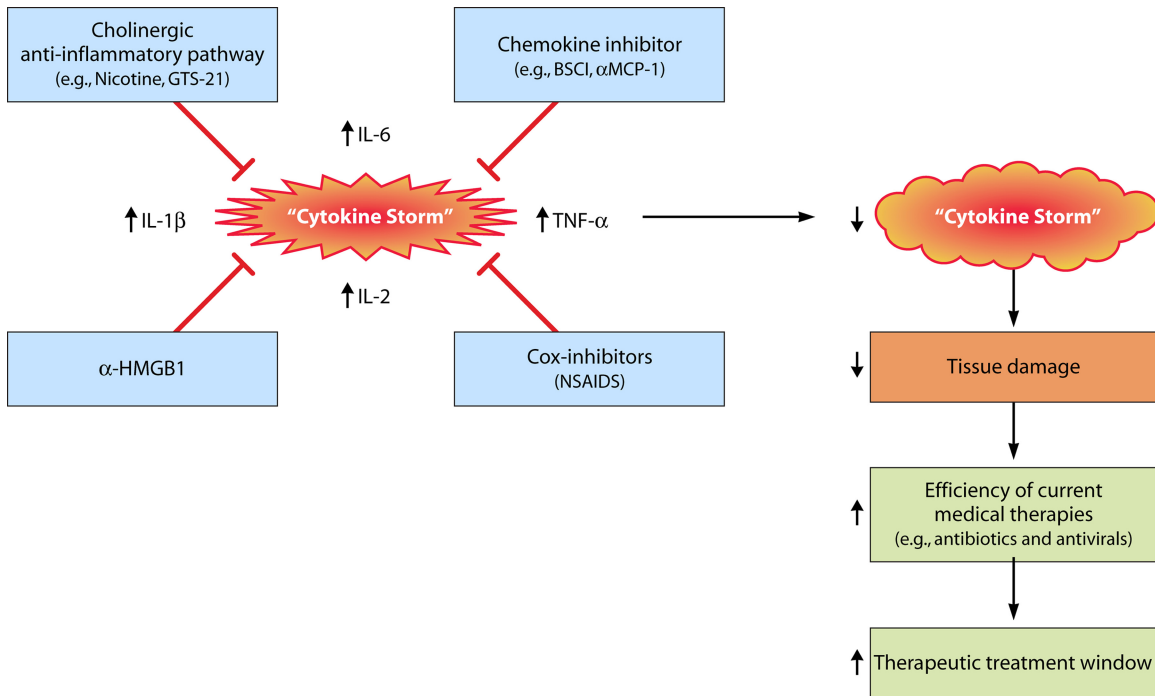 Cholinergic
anti-inflammatory pathway
(e.g., Nicotine, GTS-21)
Chemokine inhibitor
(e.g., BSCI, αMCP-1)
↑ IL-6
↑ IL-1β
“Cytokine Storm”
↑ TNF-α
↑ IL-2
α-HMGB1
Cox-inhibitors
(NSAIDS)
↓ “Cytokine Storm”
↓ Tissue damage
↑ Efficiency of current
medical therapies
(e.g., antibiotics and antivirals)
↑ Therapeutic treatment window